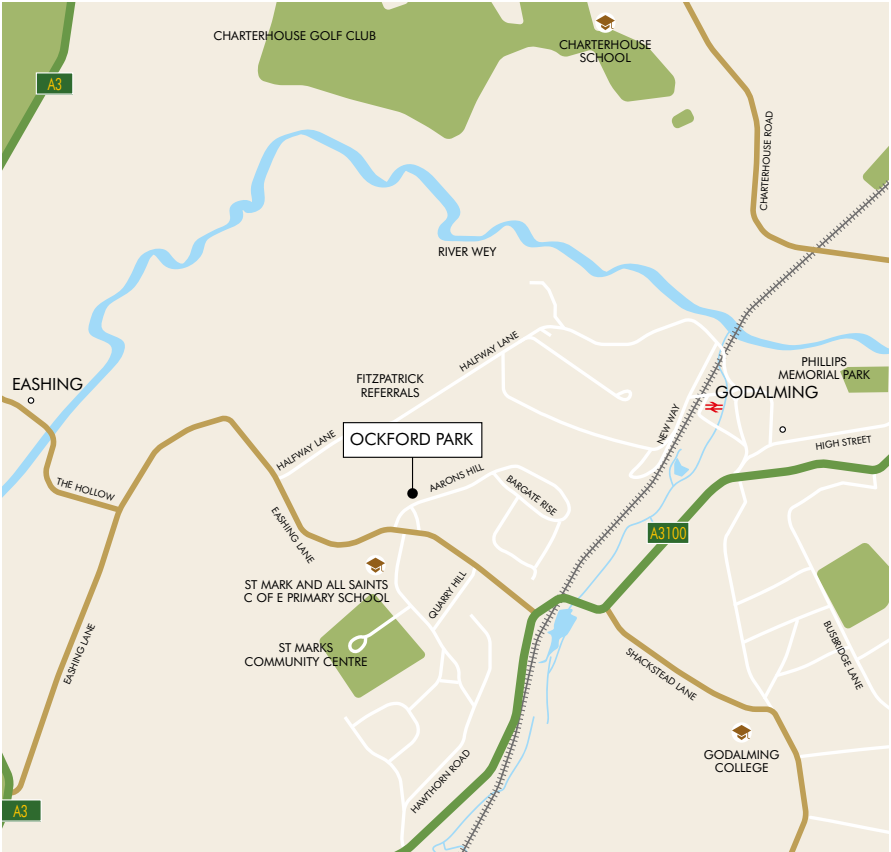 CHARTERHOUSE GOLF CLUB
CHARTERHOUSE
SCHOOL
A3
CHARTERHOUSE ROAD
RIVER WEY
HALFWAY LANE
PHILLIPS
MEMORIAL PARK
EASHING
FITZPATRICK
REFERRALS
GODALMING
NEW WAY
HIGH STREET
OCKFORD PARK
HALFWAY LANE
AARONS HILL
BARGATE RISE
THE HOLLOW
EASHING LANE
A3100
ST MARK AND ALL SAINTS
C OF E PRIMARY SCHOOL
QUARRY HILL
ST MARKS
COMMUNITY CENTRE
EASHING LANE
SHACKSTEAD LANE
BUSBRIDGE LANE
GODALMING
COLLEGE
HAWTHORN ROAD
A3